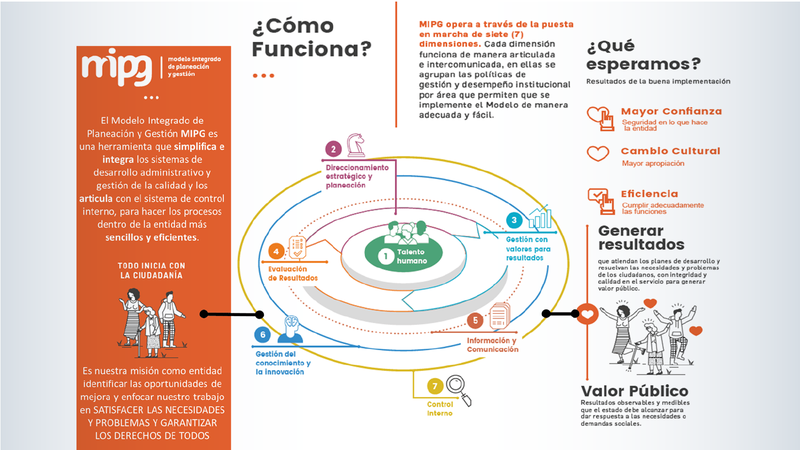 mipg
modelo integrado
de planeación
y gestión
El Modelo Integrado de
Planeación y Gestión MIPG es
una herramienta que simplifica e
integra los sistemas de
desarrollo administrativo y
gestión de la calidad y los
articula con el sistema de control
interno, para hacer los procesos
dentro de la entidad más
sencillos y eficientes.
TODO INICIA CON
LA CIUDADANÍA
Es nuestra misión como entidad
identificar las oportunidades de
mejora y enfocar nuestro trabajo
en SATISFACER LAS NECESIDADES
Y PROBLEMAS Y GARANTIZAR
LOS DERECHOS DE TODOS
¿Cómo
Funciona?
MIPG opera a través de la puesta
en marcha de siete (7)
dimensiones. Cada dimensión
funciona de manera articulada
e intercomunicada, en ellas se
agrupan las políticas de
gestión y desempeño institucional
por área que permiten que se
implemente el Modelo de manera
adecuada y fácil.
1
Talento
humano
2
Direccionamiento
estratégico y
planeación
3
Gestión con
valores para
resultados
4
Evaluación
de Resultados
5
Información y
Comunicación
6
Gestión del
conocimiento y
la innovación
7
Control
Interno
¿Qué
esperamos?
Resultados de la buena implementación
Mayor Confianza
Seguridad en lo que hace
la entidad
Cambio Cultural
Mayor apropiación
Eficiencia
Cumplir adecuadamente
las funciones
Generar
resultados
que atiendan los planes de desarrollo y
resuelvan las necesidades y problemas
de los ciudadanos, con integridad y
calidad en el servicio para generar
valor público.
Valor Público
Resultados observables y medibles
que el estado debe alcanzar para
dar respuesta a las necesidades o
demandas sociales.